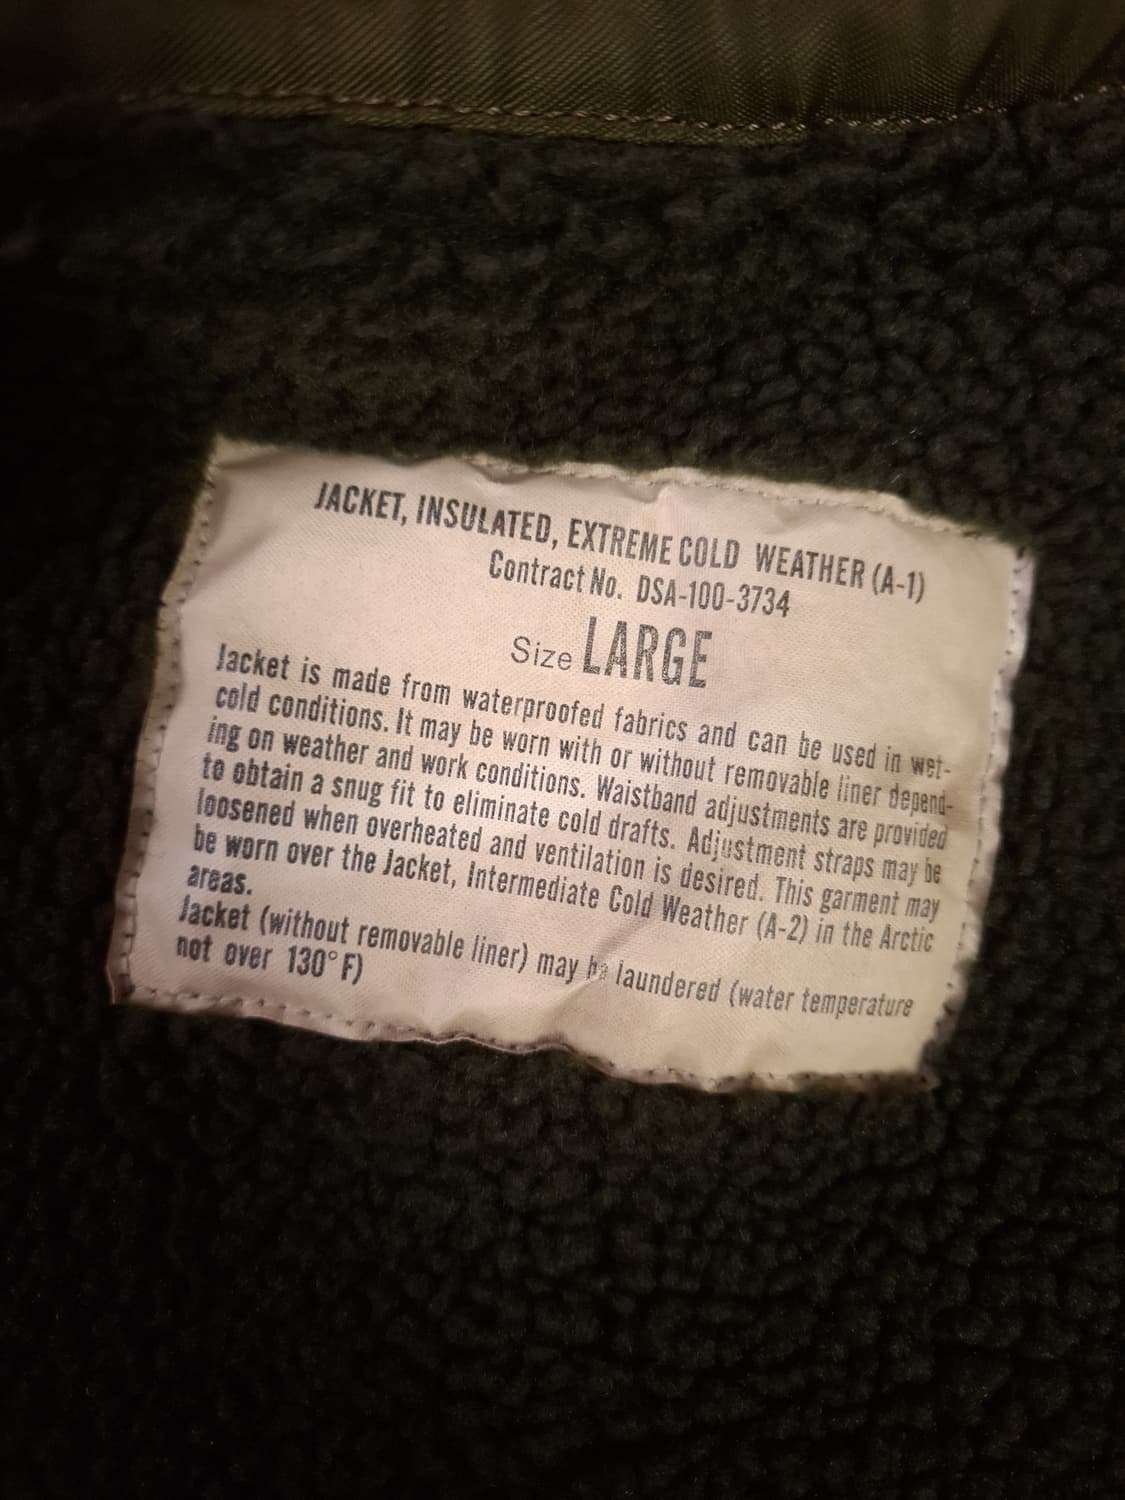 JACKET, INSULATED, EXTREME COLD WEATHER (A-1)
Contract No. DSA-100-3734
Size LARGE
Jacket is made from waterproofed fabrics and can be used in wet-
cold conditions. It may be worn with or without removable liner depend-
ing on weather and work conditions. Waistband adjustments are provided
to obtain a snug fit to eliminate cold drafts. Adjustment straps may be
loosened when overheated and ventilation is desired. This garment may
be worn over the Jacket, Intermediate Cold Weather (A-2) in the Arctic
areas.
Jacket (without removable liner) may be laundered (water temperature
not over 130° F)